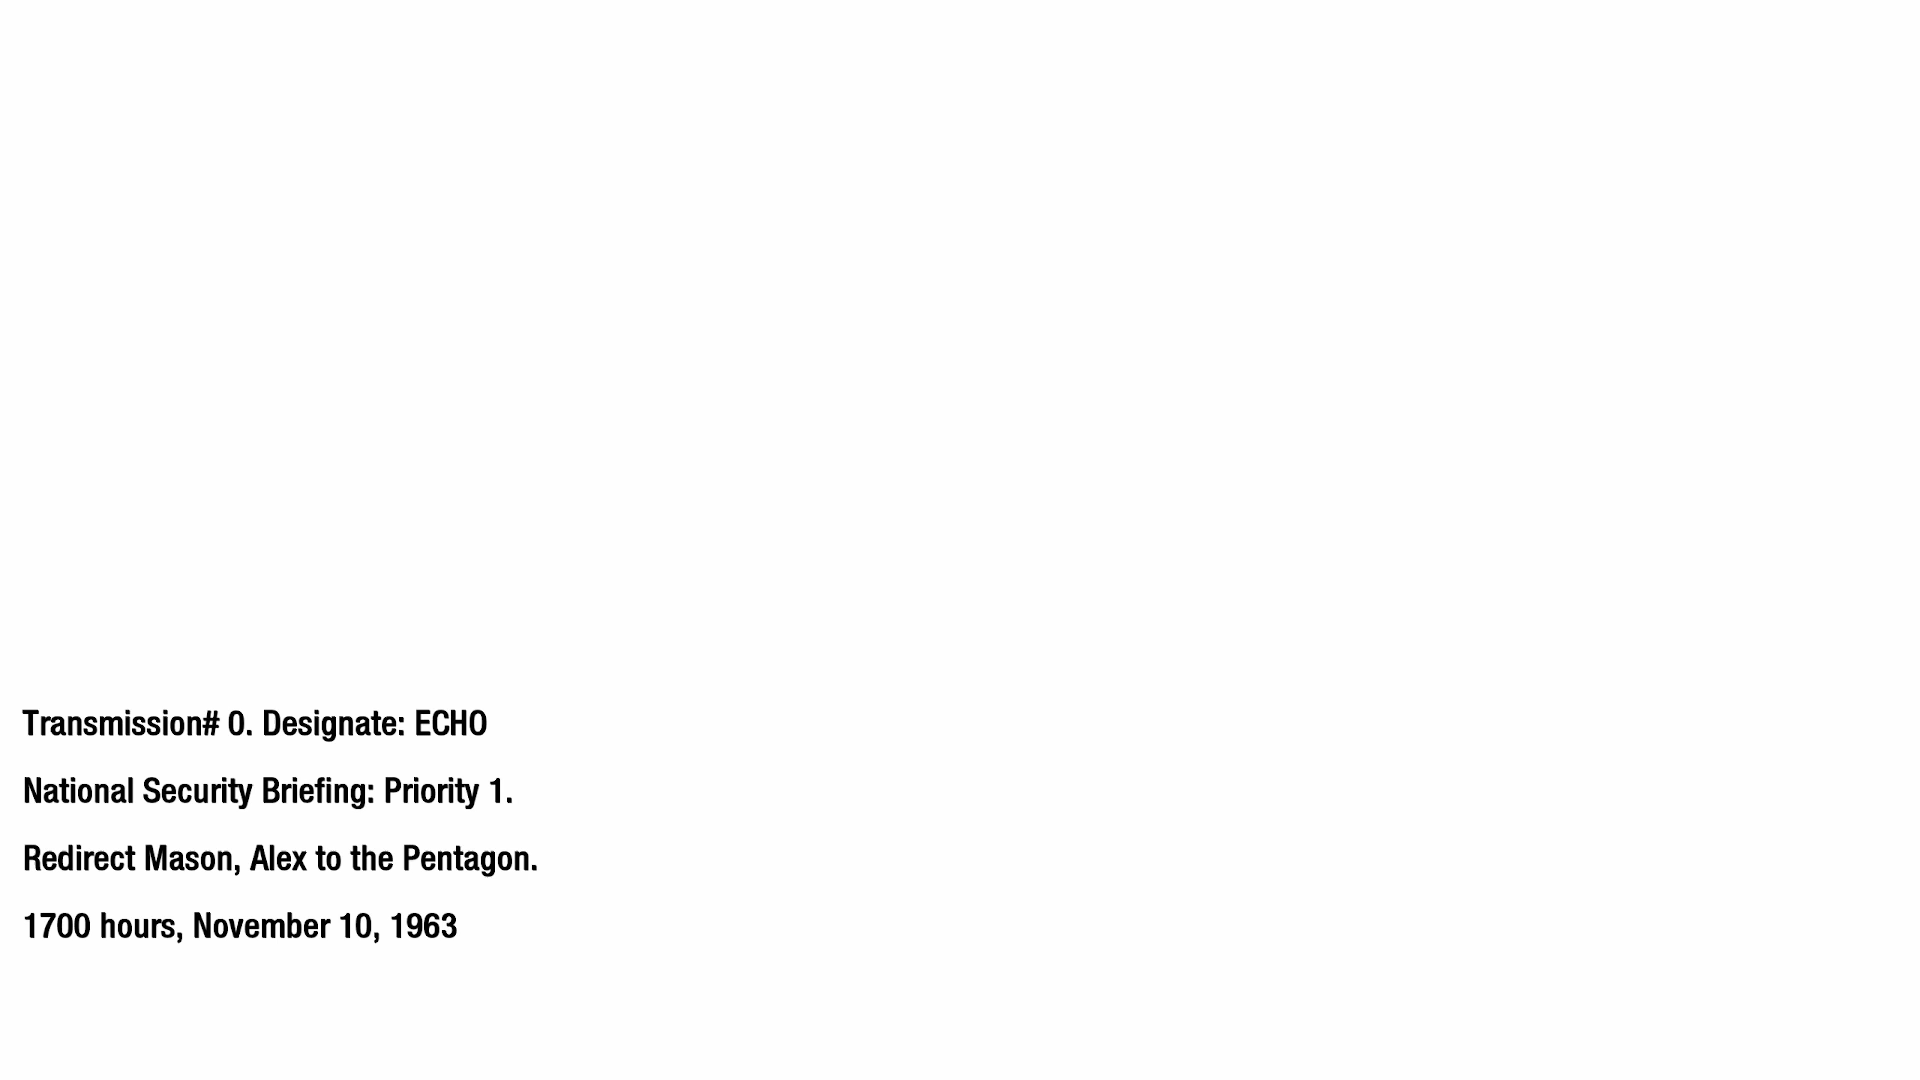 Transmission# 0. Designate: ECHO
National Security Briefing: Priority 1.
Redirect Mason, Alex to the Pentagon.
1700 hours, November 10, 1963